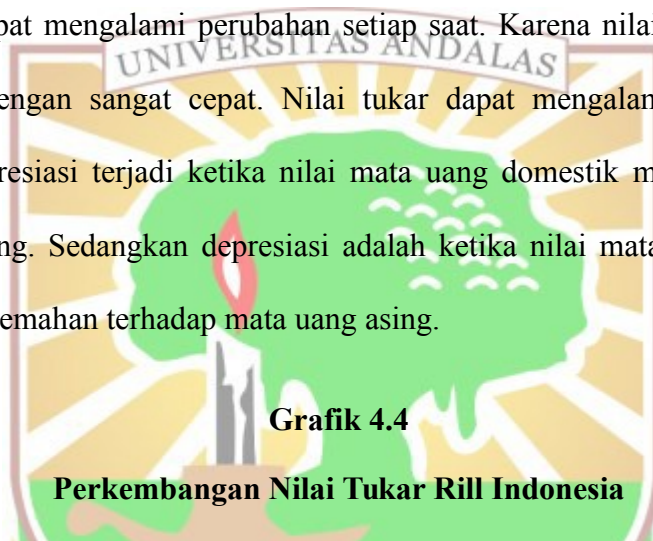 pat mengalami perubahan setiap saat. Karena nilai
UNIVERSITAS ANDALAS
engan sangat cepat. Nilai tukar dapat mengalam
resiasi terjadi ketika nilai mata uang domestik m
ng. Sedangkan depresiasi adalah ketika nilai mata
emahan terhadap mata uang asing.
Grafik 4.4
Perkembangan Nilai Tukar Rill Indonesia